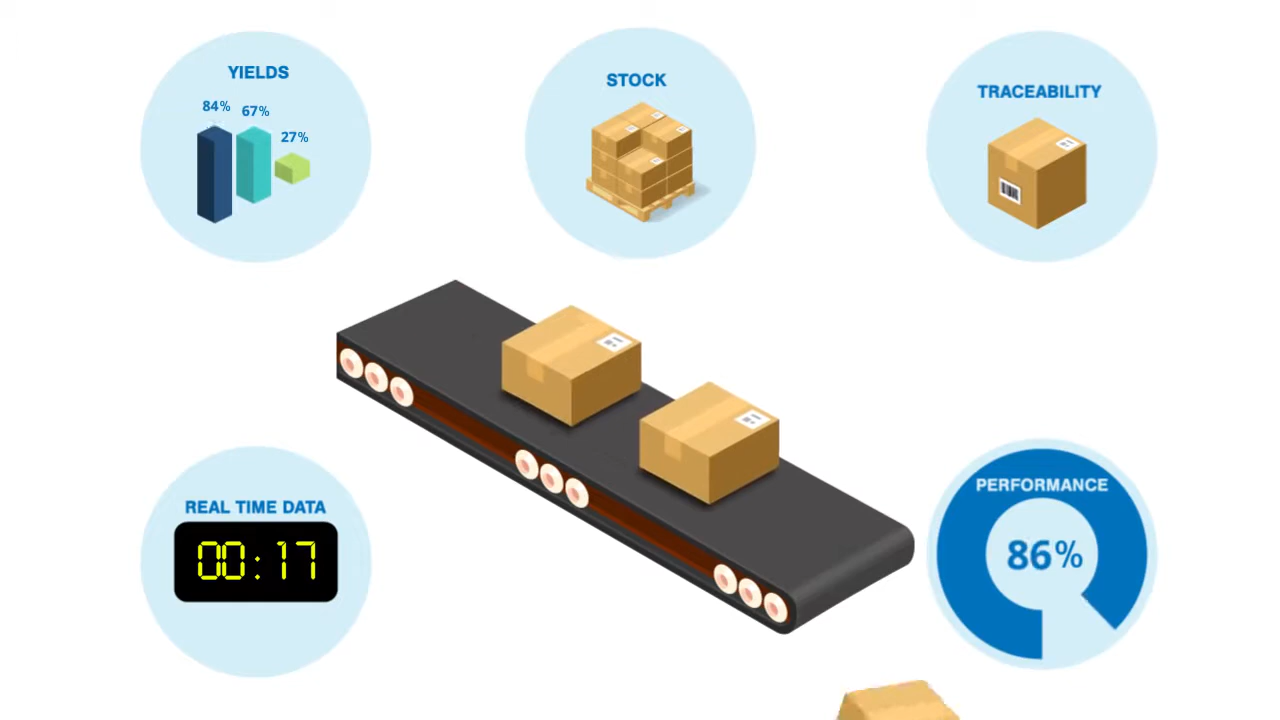 YIELDS
84% 67%
27%
STOCK
TRACEABILITY
REAL TIME DATA
00:17
PERFORMANCE
86%